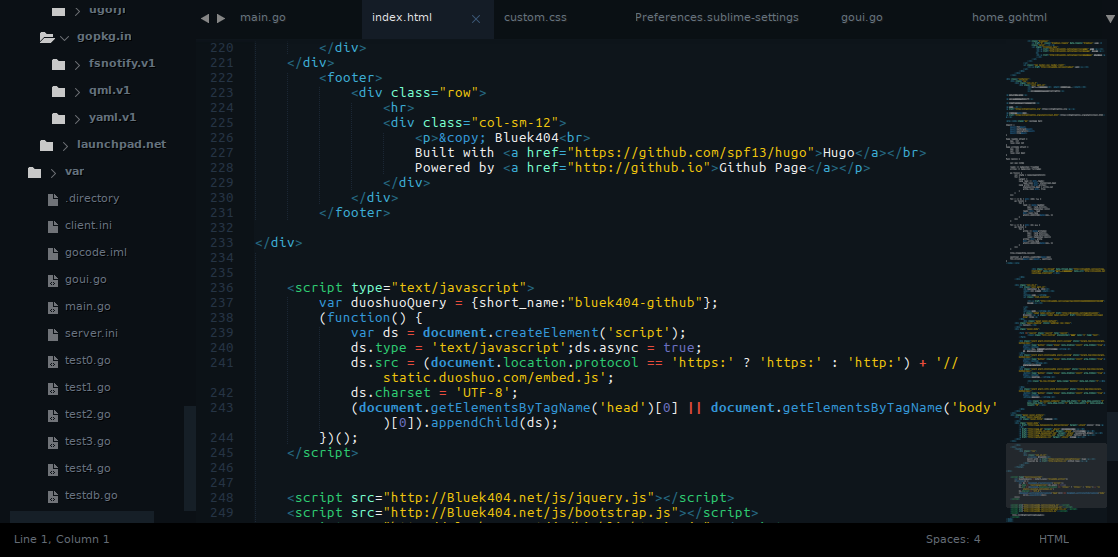 ugorji
gopkg.in
fsnotify.v1
qml.v1
yaml.v1
launchpad.net
var
.directory
client.ini
gocode.iml
goui.go
main.go
server.ini
test0.go
test1.go
test2.go
test3.go
test4.go
testdb.go
main.go index.html custom.css Preferences.sublime-settings goui.go home.gohtml
220 </div>
221 </div>
222 <footer>
223 <div class="row">
224 <hr>
225 <div class="col-sm-12">
226 <p>&copy; Bluek404<br>
227 Built with <a href="https://github.com/spf13/hugo">Hugo</a></br>
228 Powered by <a href="http://github.io">Github Page</a></p>
229 </div>
230 </div>
231 </footer>
232
233 </div>
234
235
236 <script type="text/javascript">
237 var duoshuoQuery = {short_name:"bluek404-github"};
238 (function() {
239 var ds = document.createElement('script');
240 ds.type = 'text/javascript';ds.async = true;
241 ds.src = (document.location.protocol == 'https:' ? 'https:' : 'http:') + '//
static.duoshuo.com/embed.js';
242 ds.charset = 'UTF-8';
243 (document.getElementsByTagName('head')[0] || document.getElementsByTagName('body'
)[0]).appendChild(ds);
244 })();
245 </script>
246
247
248 <script src="http://Bluek404.net/js/jquery.js"></script>
249 <script src="http://Bluek404.net/js/bootstrap.js"></script>
Line 1, Column 1 Spaces: 4 HTML